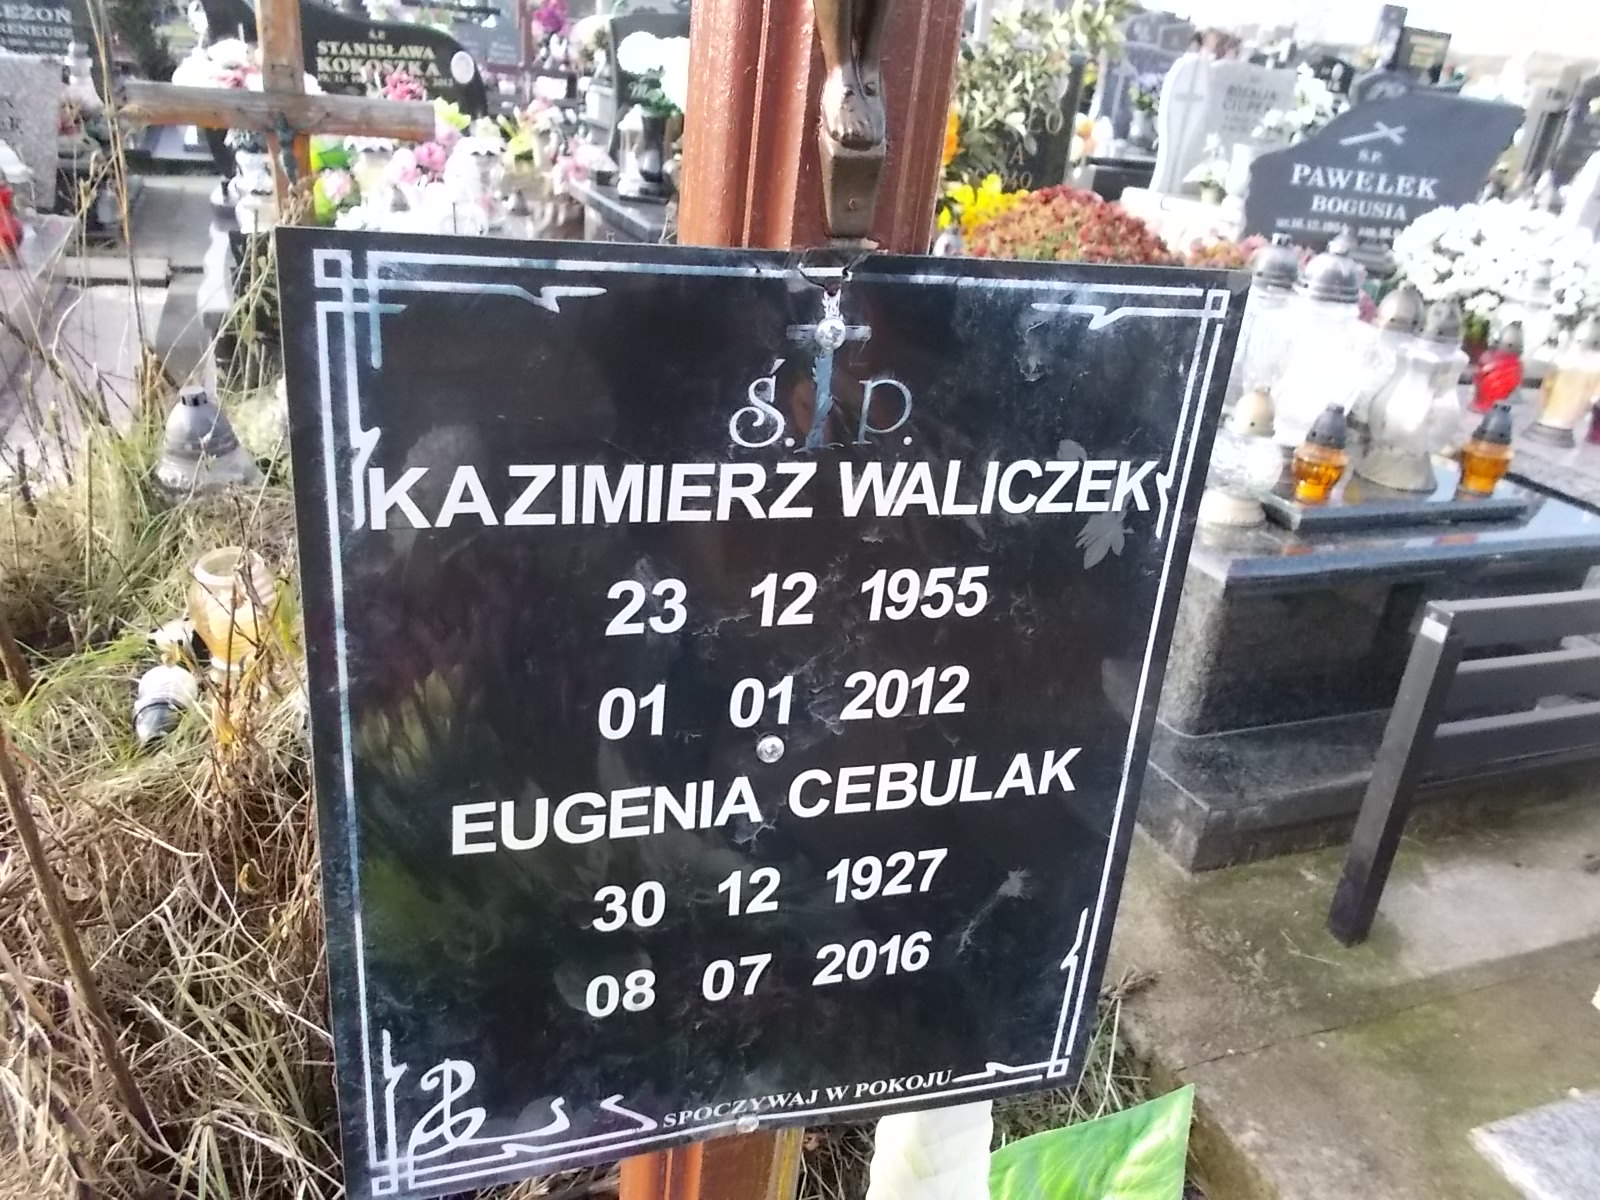 STANISŁAWA
KOKOSZKA
Ś.P.
PAWEŁEK
BOGUSIA
Ś. P.
KAZIMIERZ WALICZEK
23 12 1955
01 01 2012
EUGENIA CEBULAK
30 12 1927
08 07 2016
SPOCZYWAJ W POKOJU